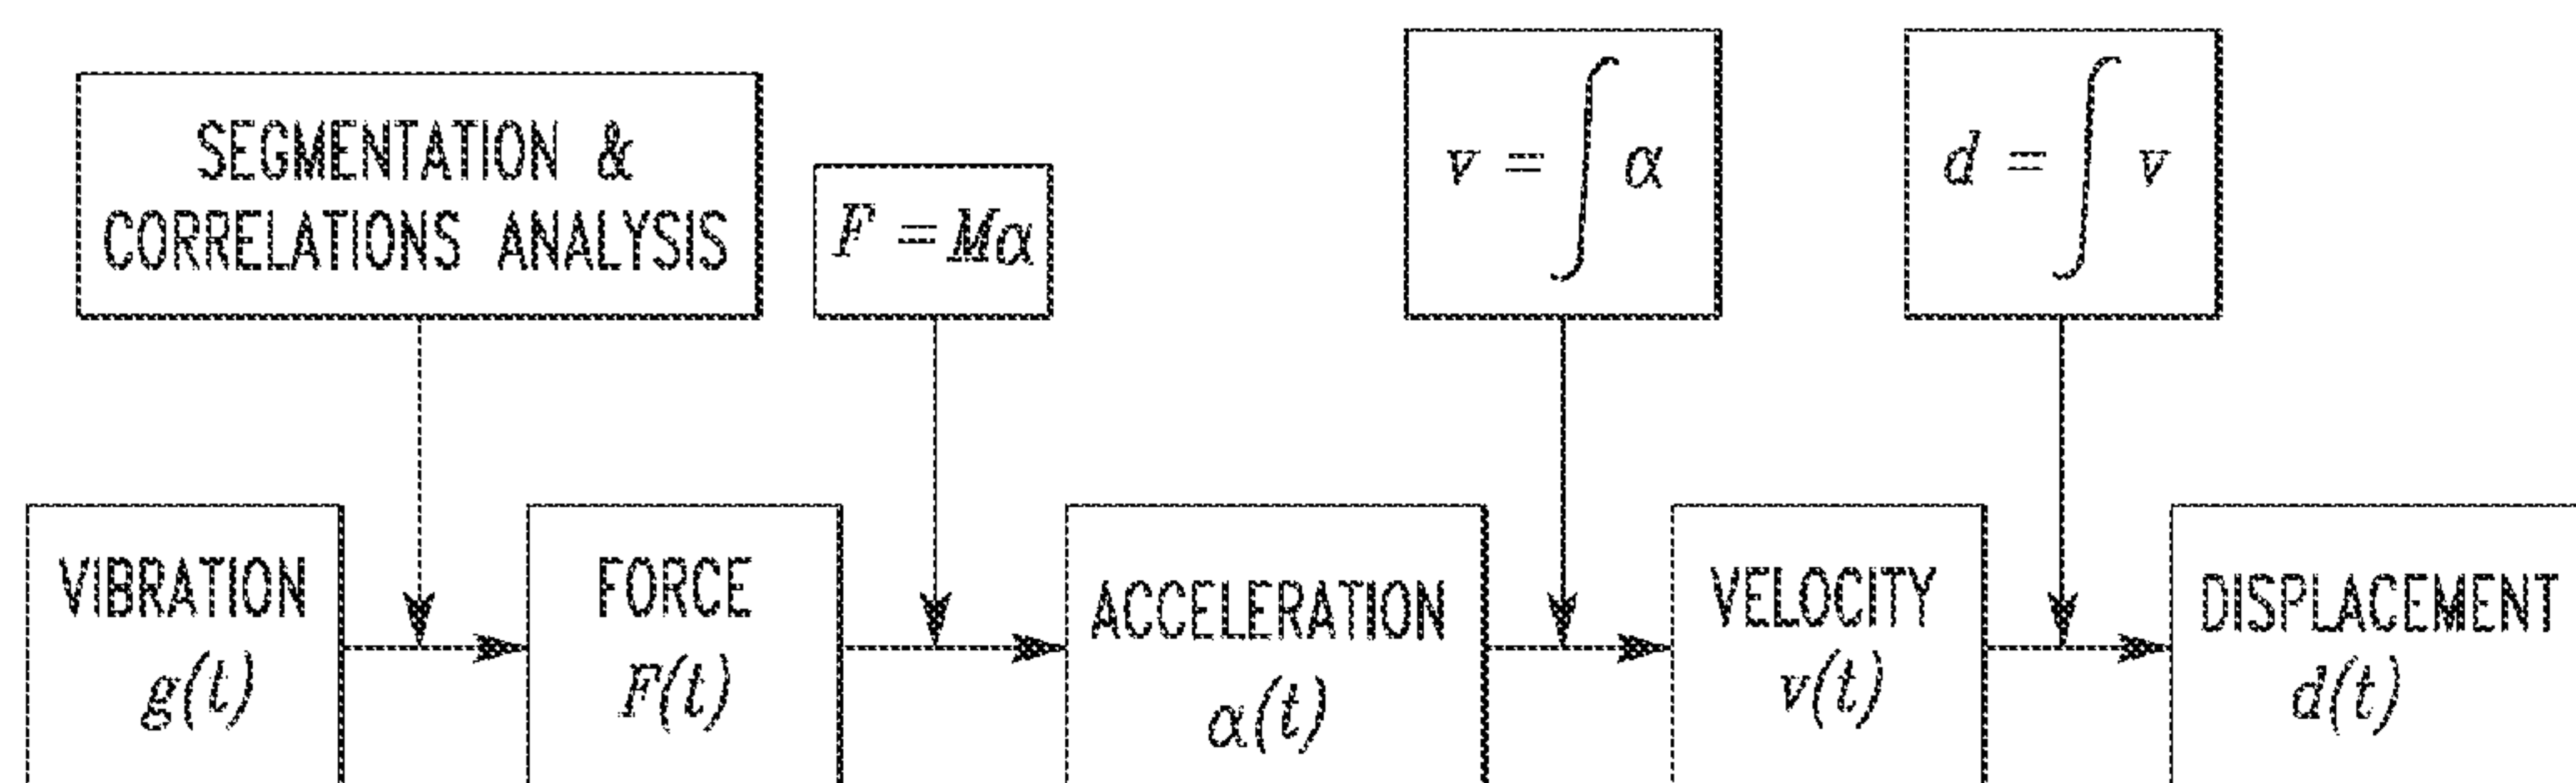 SEGMENTATION &
CORRELATIONS ANALYSIS
F = Mα
v = ∫ α
d = ∫ v
VIBRATION
g(t)
FORCE
F(t)
ACCELERATION
α(t)
VELOCITY
v(t)
DISPLACEMENT
d(t)